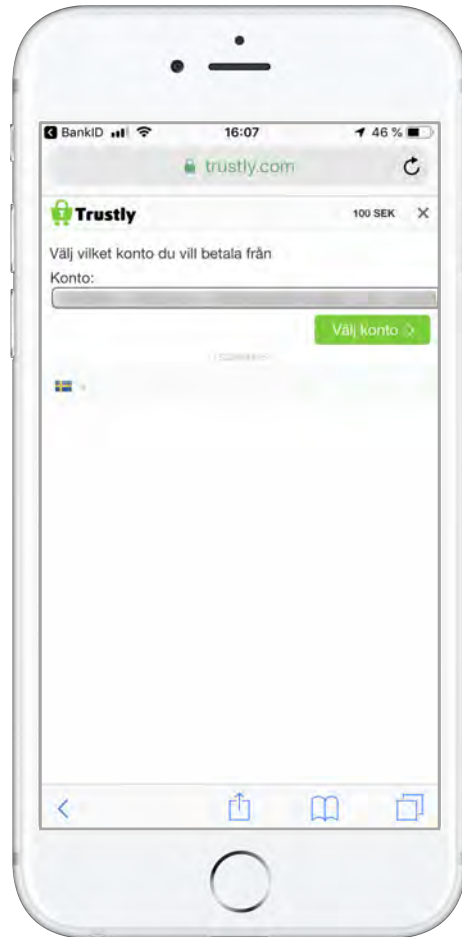 BankID 16:07 46 %
trustly.com
Trustly 100 SEK
Välj vilket konto du vill betala från
Konto:
Välj konto